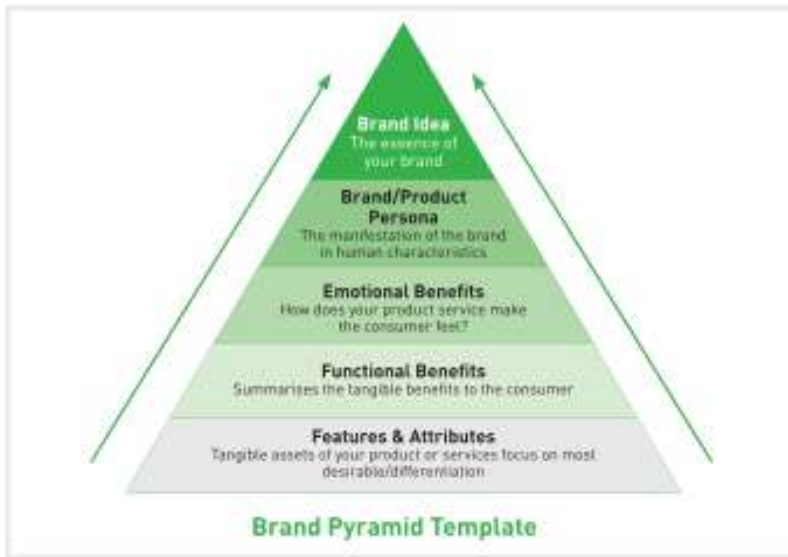 Brand Idea
The essence of
your brand
Brand/Product
Persona
The manifestation of the brand
in human characteristics
Emotional Benefits
How does your product service make
the consumer feel?
Functional Benefits
Summarises the tangible benefits to the consumer
Features & Attributes
Tangible assets of your product or services focus on most
desirable/differentiation
Brand Pyramid Template